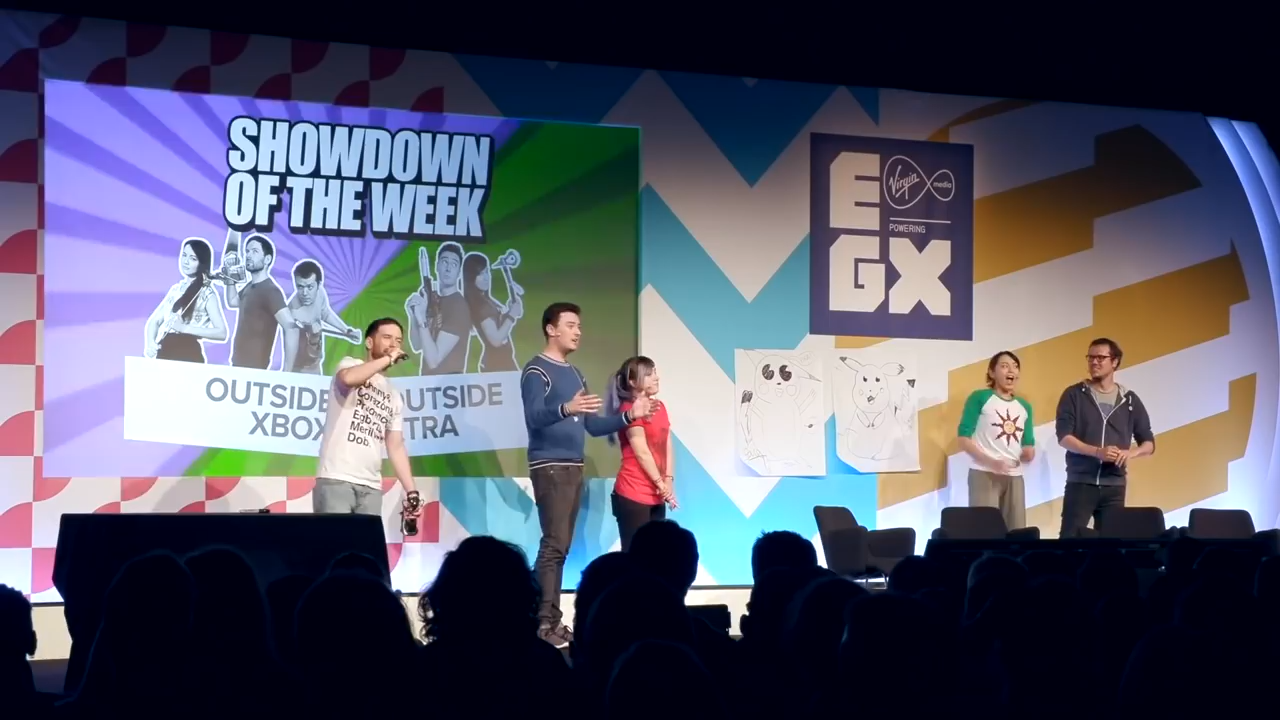 SHOWDOWN
OF THE WEEK
OUTSIDE OUTSIDE
XBOX TRA
E
GX
Virgin media
POWERING